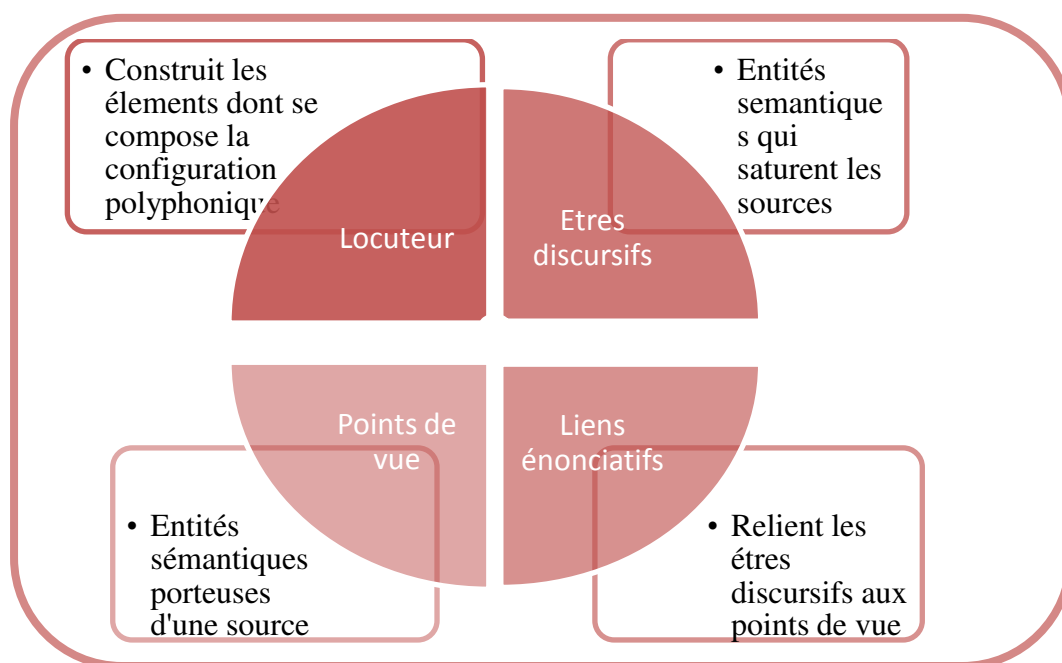 • Construit les
élements dont se
compose la
configuration
polyphonique
Locuteur
• Entités
semantique
s qui
saturent les
sources
Etres
discursifs
Points de
vue
• Entités
sémantiques
porteuses
d'une source
Liens
énonciatifs
• Relient les
étres
discursifs aux
points de vue